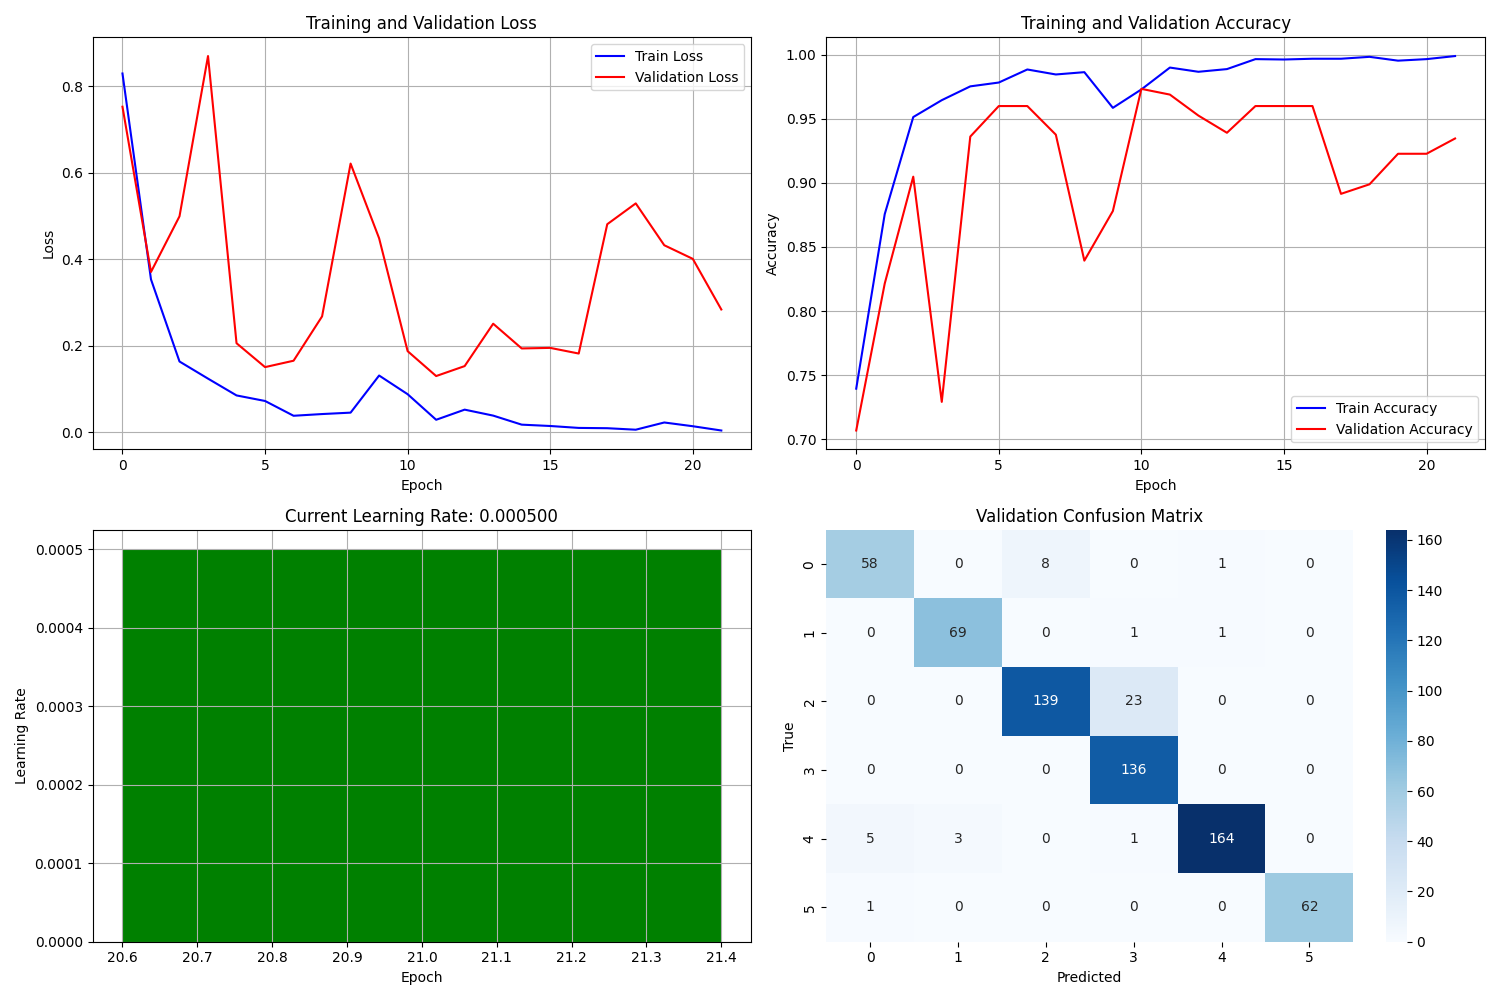 Training and Validation Loss
Train Loss
Validation Loss
0.8
0.6
0.4
0.2
0.0
Loss
0 5 10 15 20
Epoch
Training and Validation Accuracy
1.00
0.95
0.90
0.85
0.80
0.75
0.70
Accuracy
Train Accuracy
Validation Accuracy
0 5 10 15 20
Epoch
Current Learning Rate: 0.000500
0.0005
0.0004
0.0003
0.0002
0.0001
0.0000
Learning Rate
20.6 20.7 20.8 20.9 21.0 21.1 21.2 21.3 21.4
Epoch
Validation Confusion Matrix
0 58 0 8 0 1 0
1 0 69 0 1 1 0
2 0 0 139 23 0 0
3 0 0 0 136 0 0
4 5 3 0 1 164 0
5 1 0 0 0 0 62
True
0 1 2 3 4 5
Predicted
160
140
120
100
80
60
40
20
0